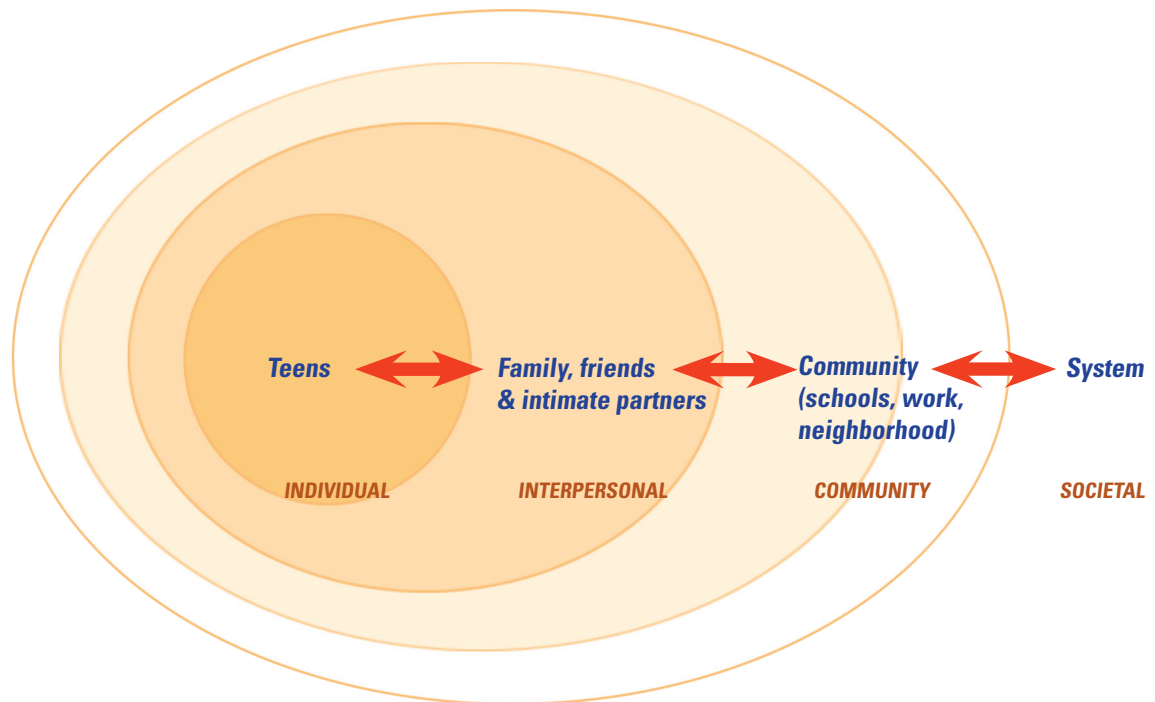 Teens
Family, friends
& intimate partners
Community
(schools, work,
neighborhood)
System
INDIVIDUAL
INTERPERSONAL
COMMUNITY
SOCIETAL